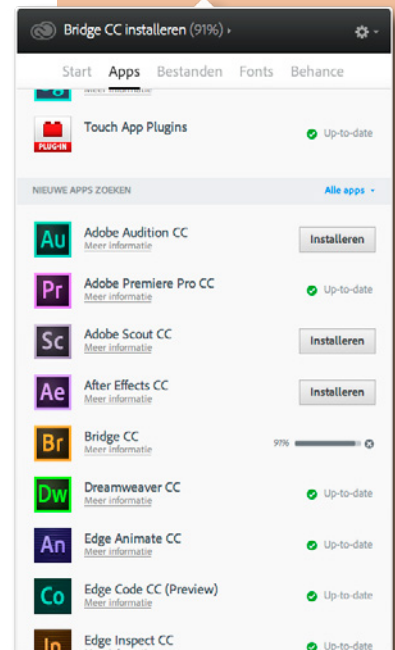 Bridge CC installeren (91%) ›
Start Apps Bestanden Fonts Behance
Meer informatie
PLUG-IN
Touch App Plugins
Up-to-date
NIEUWE APPS ZOEKEN
Alle apps
Au
Adobe Audition CC
Meer informatie
Installeren
Pr
Adobe Premiere Pro CC
Meer informatie
Up-to-date
Sc
Adobe Scout CC
Meer informatie
Installeren
Ae
After Effects CC
Meer informatie
Installeren
Br
Bridge CC
Meer informatie
91%
Dw
Dreamweaver CC
Meer informatie
Up-to-date
An
Edge Animate CC
Meer informatie
Up-to-date
Co
Edge Code CC (Preview)
Meer informatie
Up-to-date
In
Edge Inspect CC
Up-to-date